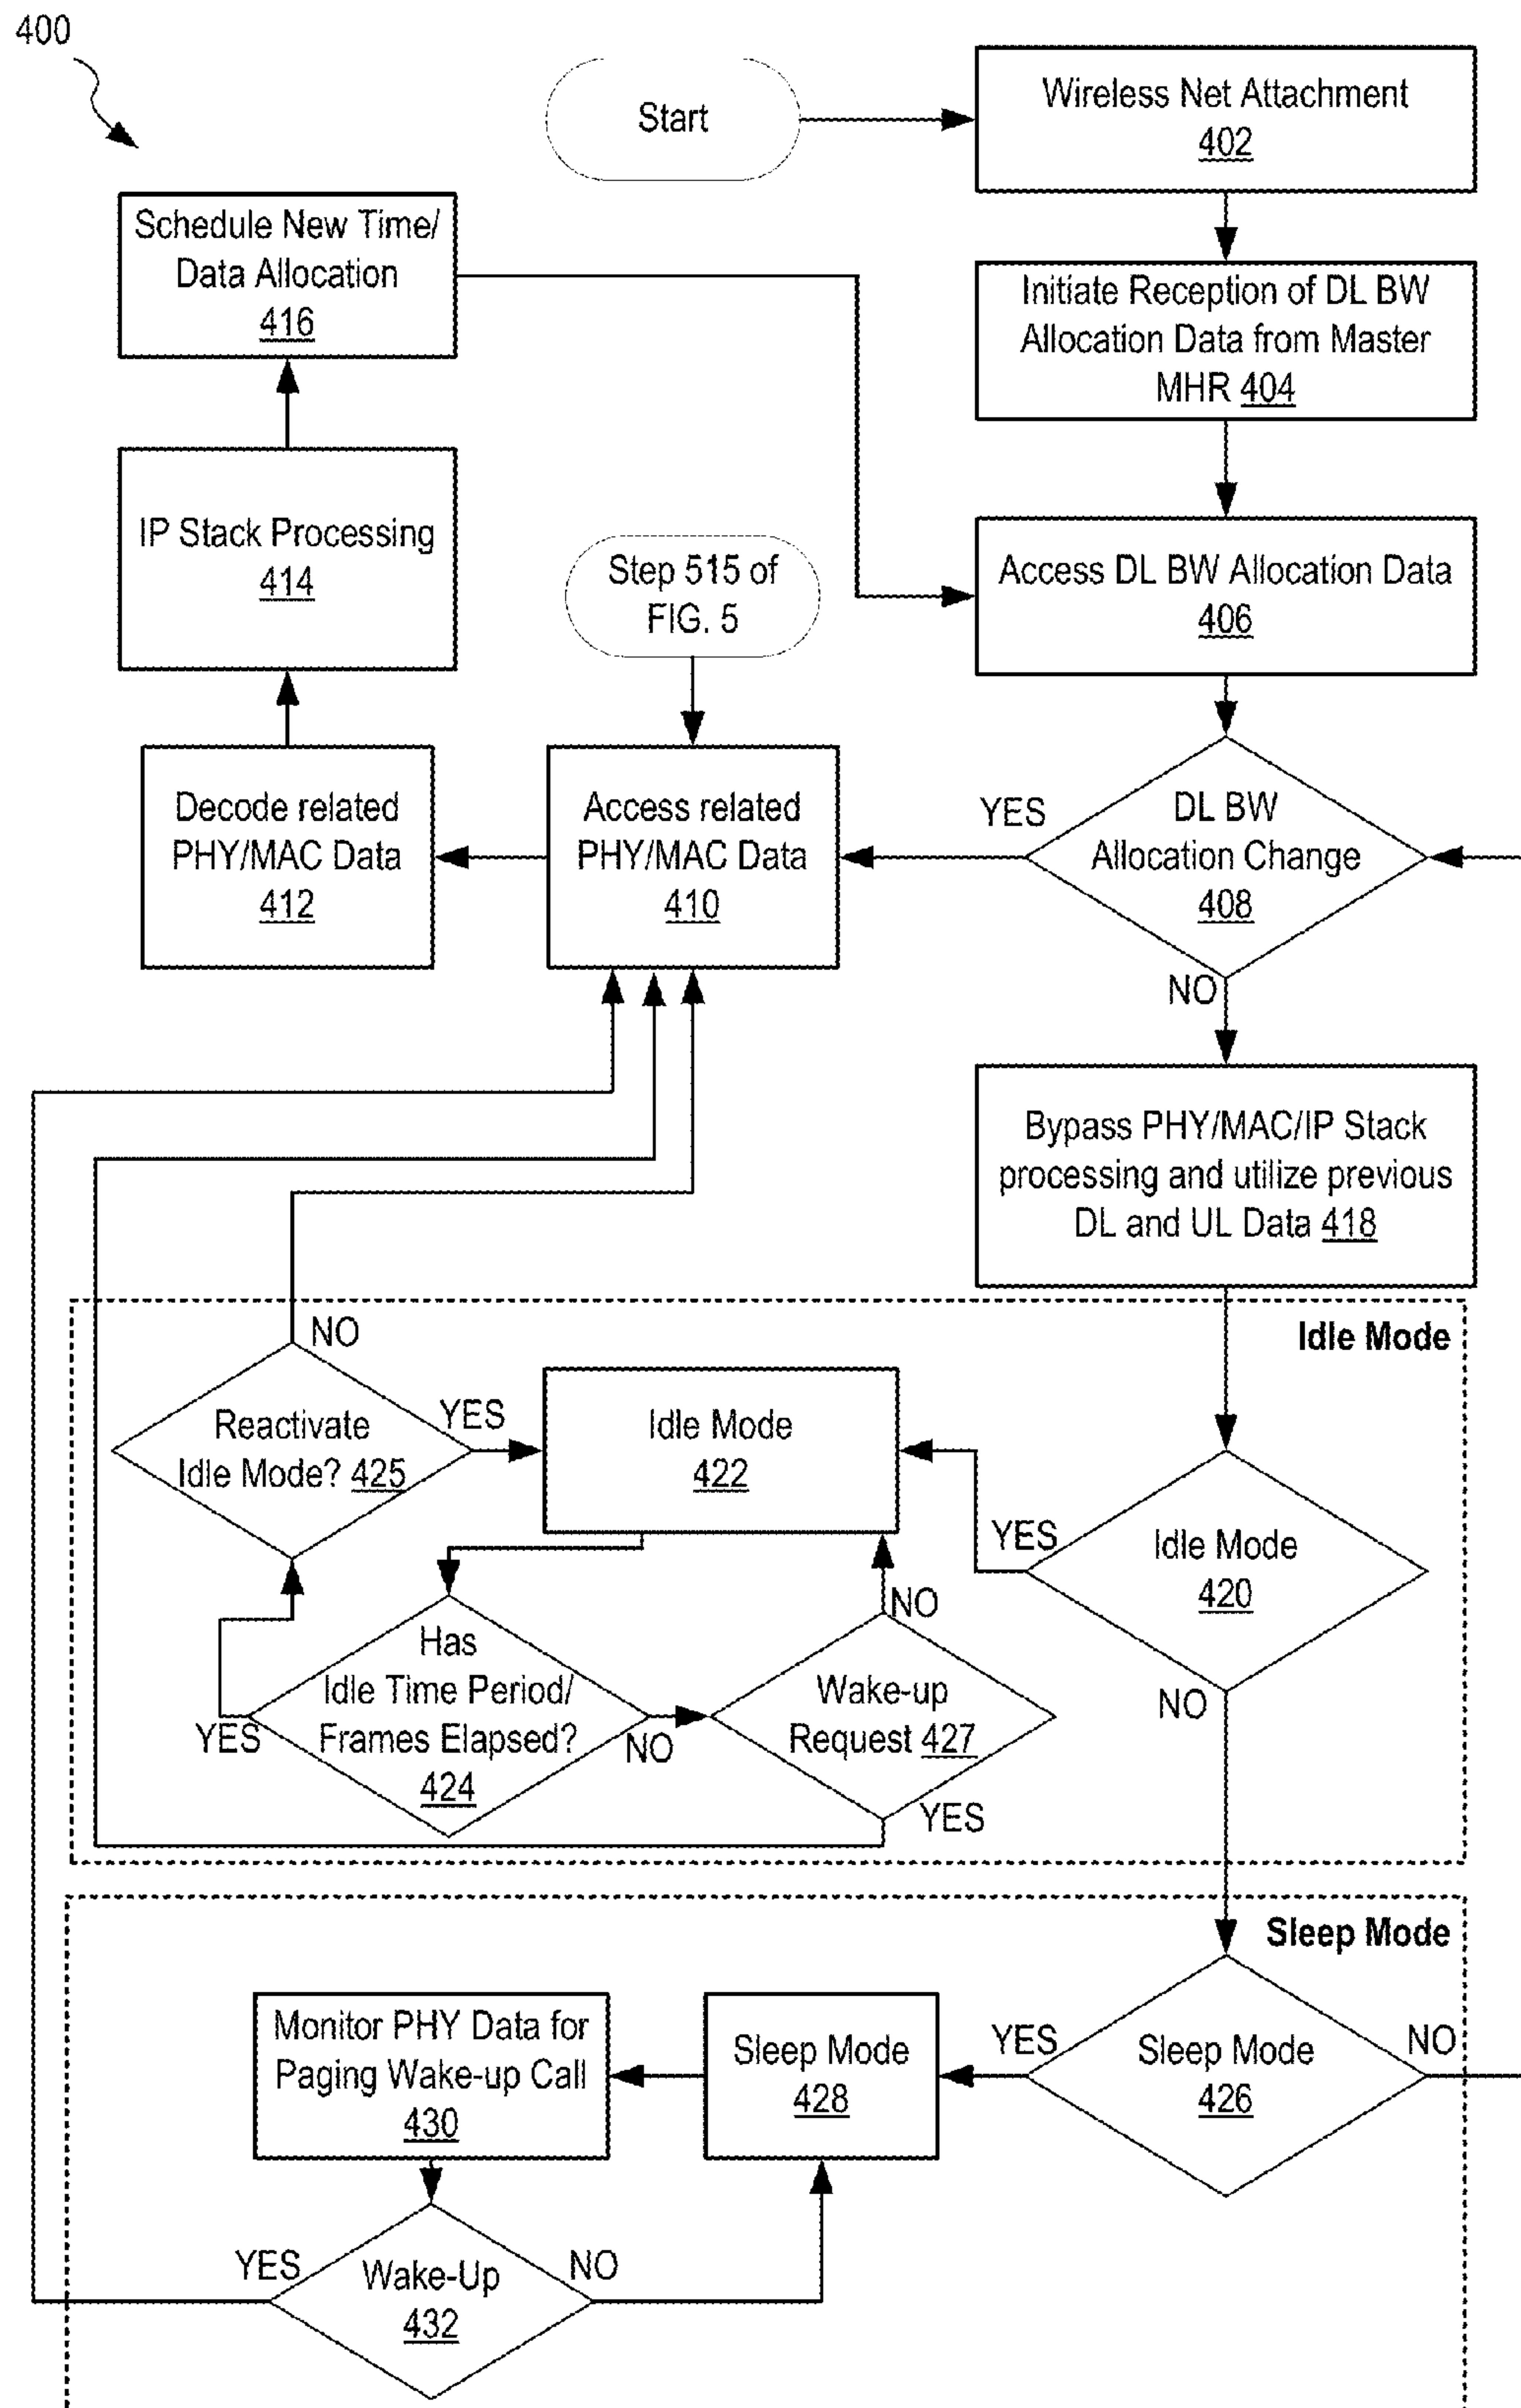 400
Start
Wireless Net Attachment
402
Schedule New Time/
Data Allocation
416
Initiate Reception of DL BW
Allocation Data from Master
MHR 404
IP Stack Processing
414
Step 515 of
FIG. 5
Access DL BW Allocation Data
406
Decode related
PHY/MAC Data
412
Access related
PHY/MAC Data
410
YES
DL BW
Allocation Change
408
NO
Bypass PHY/MAC/IP Stack
processing and utilize previous
DL and UL Data 418
Idle Mode
NO
Reactivate
Idle Mode? 425
YES
Idle Mode
422
YES
Idle Mode
420
NO
Has
Idle Time Period/
Frames Elapsed?
424
YES
NO
NO
Wake-up
Request 427
YES
Sleep Mode
Monitor PHY Data for
Paging Wake-up Call
430
Sleep Mode
428
YES
Sleep Mode
426
NO
YES
Wake-Up
432
NO